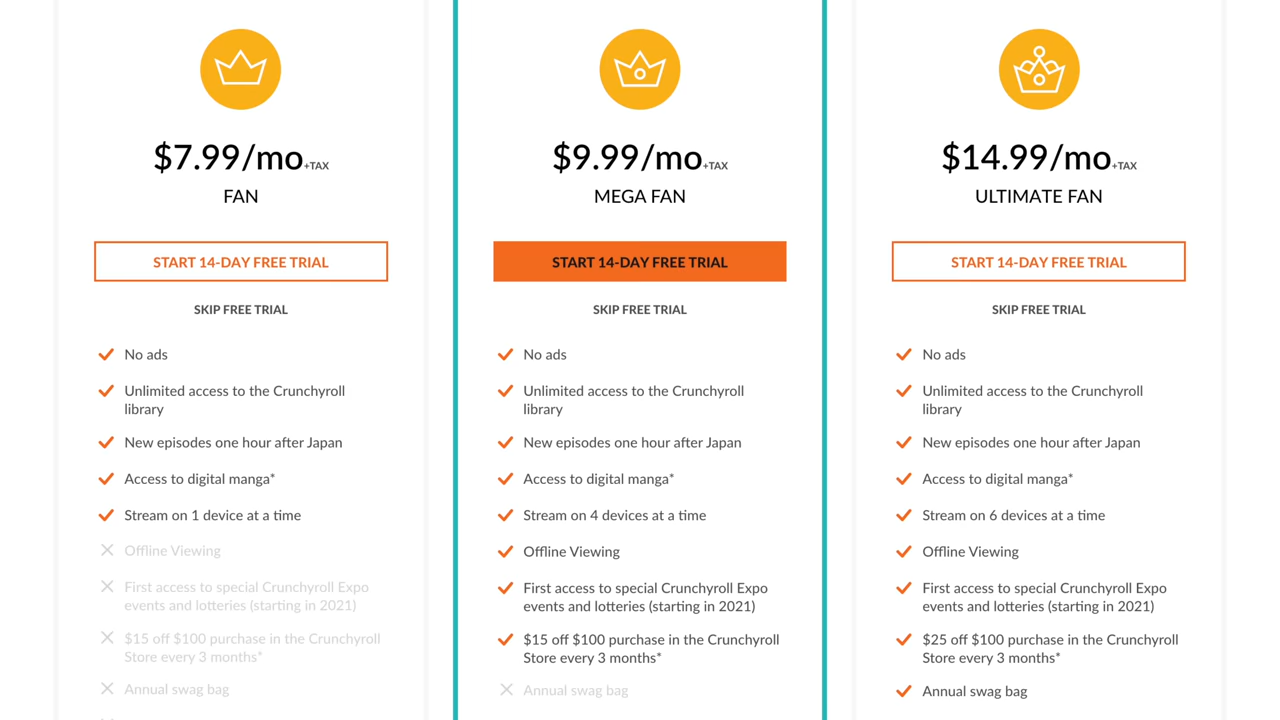 $7.99/mo+TAX
FAN
START 14-DAY FREE TRIAL
SKIP FREE TRIAL
No ads
Unlimited access to the Crunchyroll
library
New episodes one hour after Japan
Access to digital manga*
Stream on 1 device at a time
Offline Viewing
First access to special Crunchyroll Expo
events and lotteries (starting in 2021)
$15 off $100 purchase in the Crunchyroll
Store every 3 months*
Annual swag bag
$9.99/mo+TAX
MEGA FAN
START 14-DAY FREE TRIAL
SKIP FREE TRIAL
No ads
Unlimited access to the Crunchyroll
library
New episodes one hour after Japan
Access to digital manga*
Stream on 4 devices at a time
Offline Viewing
First access to special Crunchyroll Expo
events and lotteries (starting in 2021)
$15 off $100 purchase in the Crunchyroll
Store every 3 months*
Annual swag bag
$14.99/mo+TAX
ULTIMATE FAN
START 14-DAY FREE TRIAL
SKIP FREE TRIAL
No ads
Unlimited access to the Crunchyroll
library
New episodes one hour after Japan
Access to digital manga*
Stream on 6 devices at a time
Offline Viewing
First access to special Crunchyroll Expo
events and lotteries (starting in 2021)
$25 off $100 purchase in the Crunchyroll
Store every 3 months*
Annual swag bag